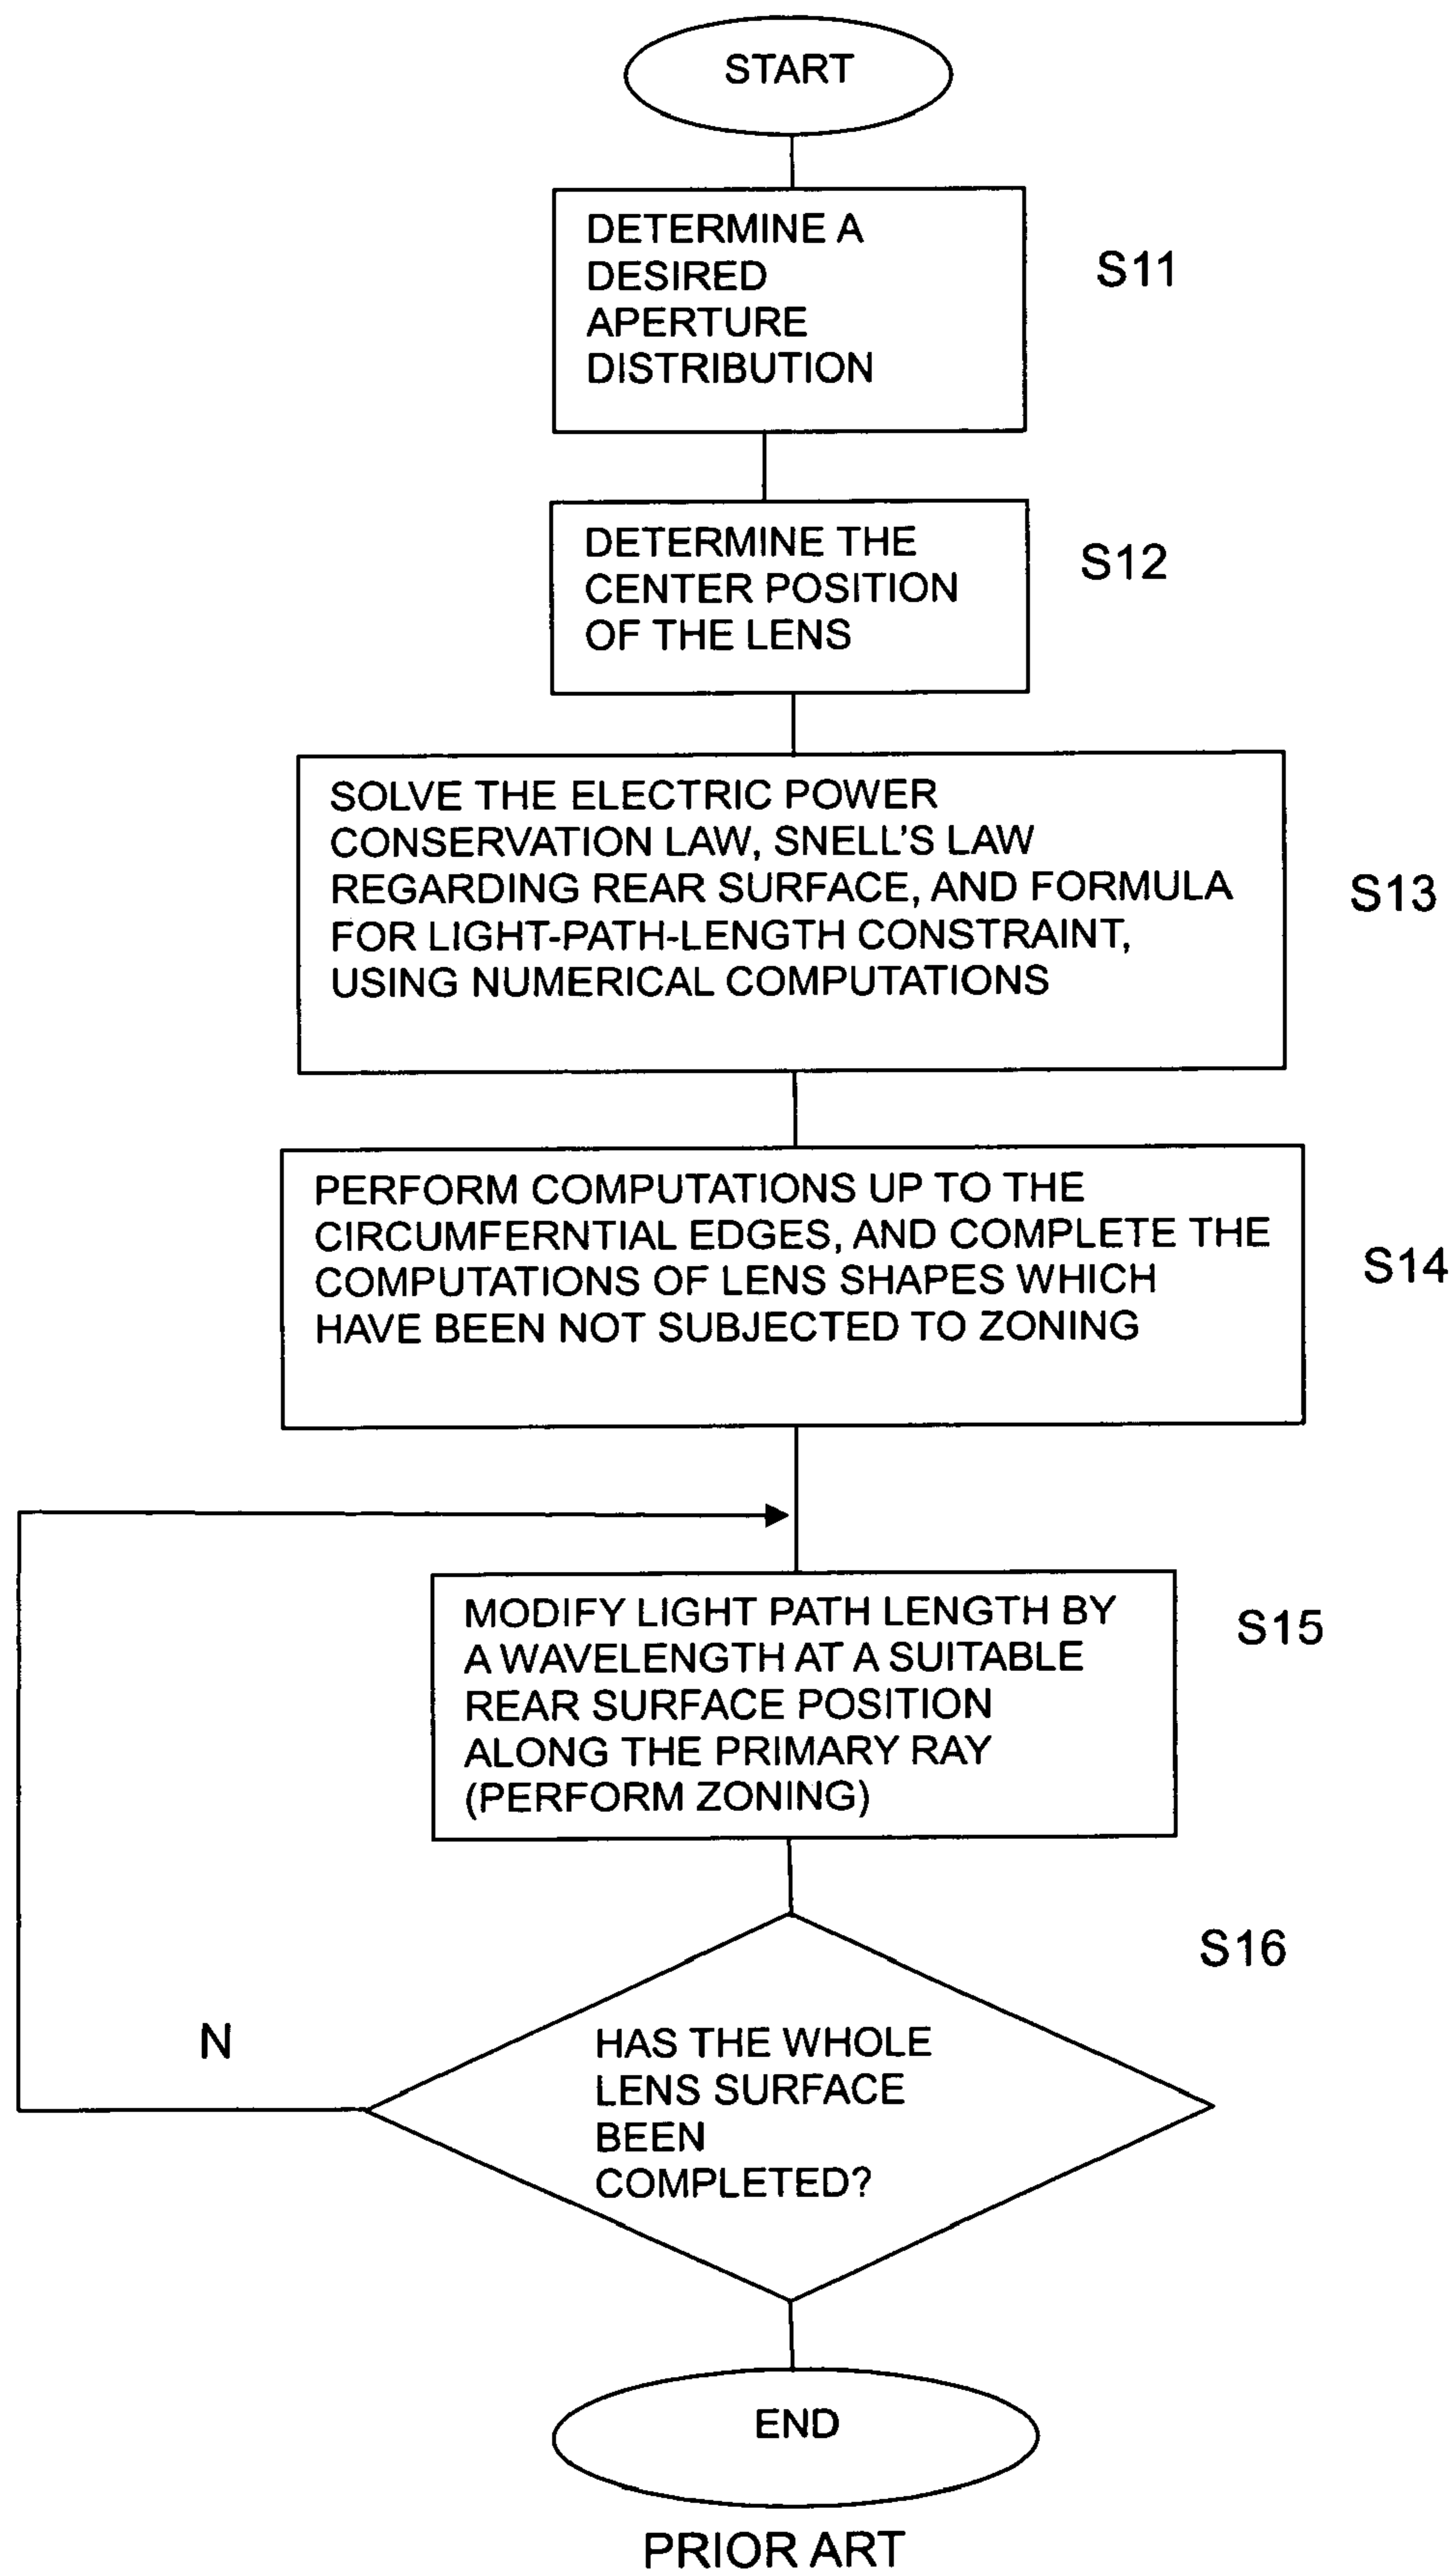 START
DETERMINE A
DESIRED
APERTURE
DISTRIBUTION
S11
DETERMINE THE
CENTER POSITION
OF THE LENS
S12
SOLVE THE ELECTRIC POWER
CONSERVATION LAW, SNELL'S LAW
REGARDING REAR SURFACE, AND FORMULA
FOR LIGHT-PATH-LENGTH CONSTRAINT,
USING NUMERICAL COMPUTATIONS
S13
PERFORM COMPUTATIONS UP TO THE
CIRCUMFERNTIAL EDGES, AND COMPLETE THE
COMPUTATIONS OF LENS SHAPES WHICH
HAVE BEEN NOT SUBJECTED TO ZONING
S14
MODIFY LIGHT PATH LENGTH BY
A WAVELENGTH AT A SUITABLE
REAR SURFACE POSITION
ALONG THE PRIMARY RAY
(PERFORM ZONING)
S15
S16
N
HAS THE WHOLE
LENS SURFACE
BEEN
COMPLETED?
END
PRIOR ART